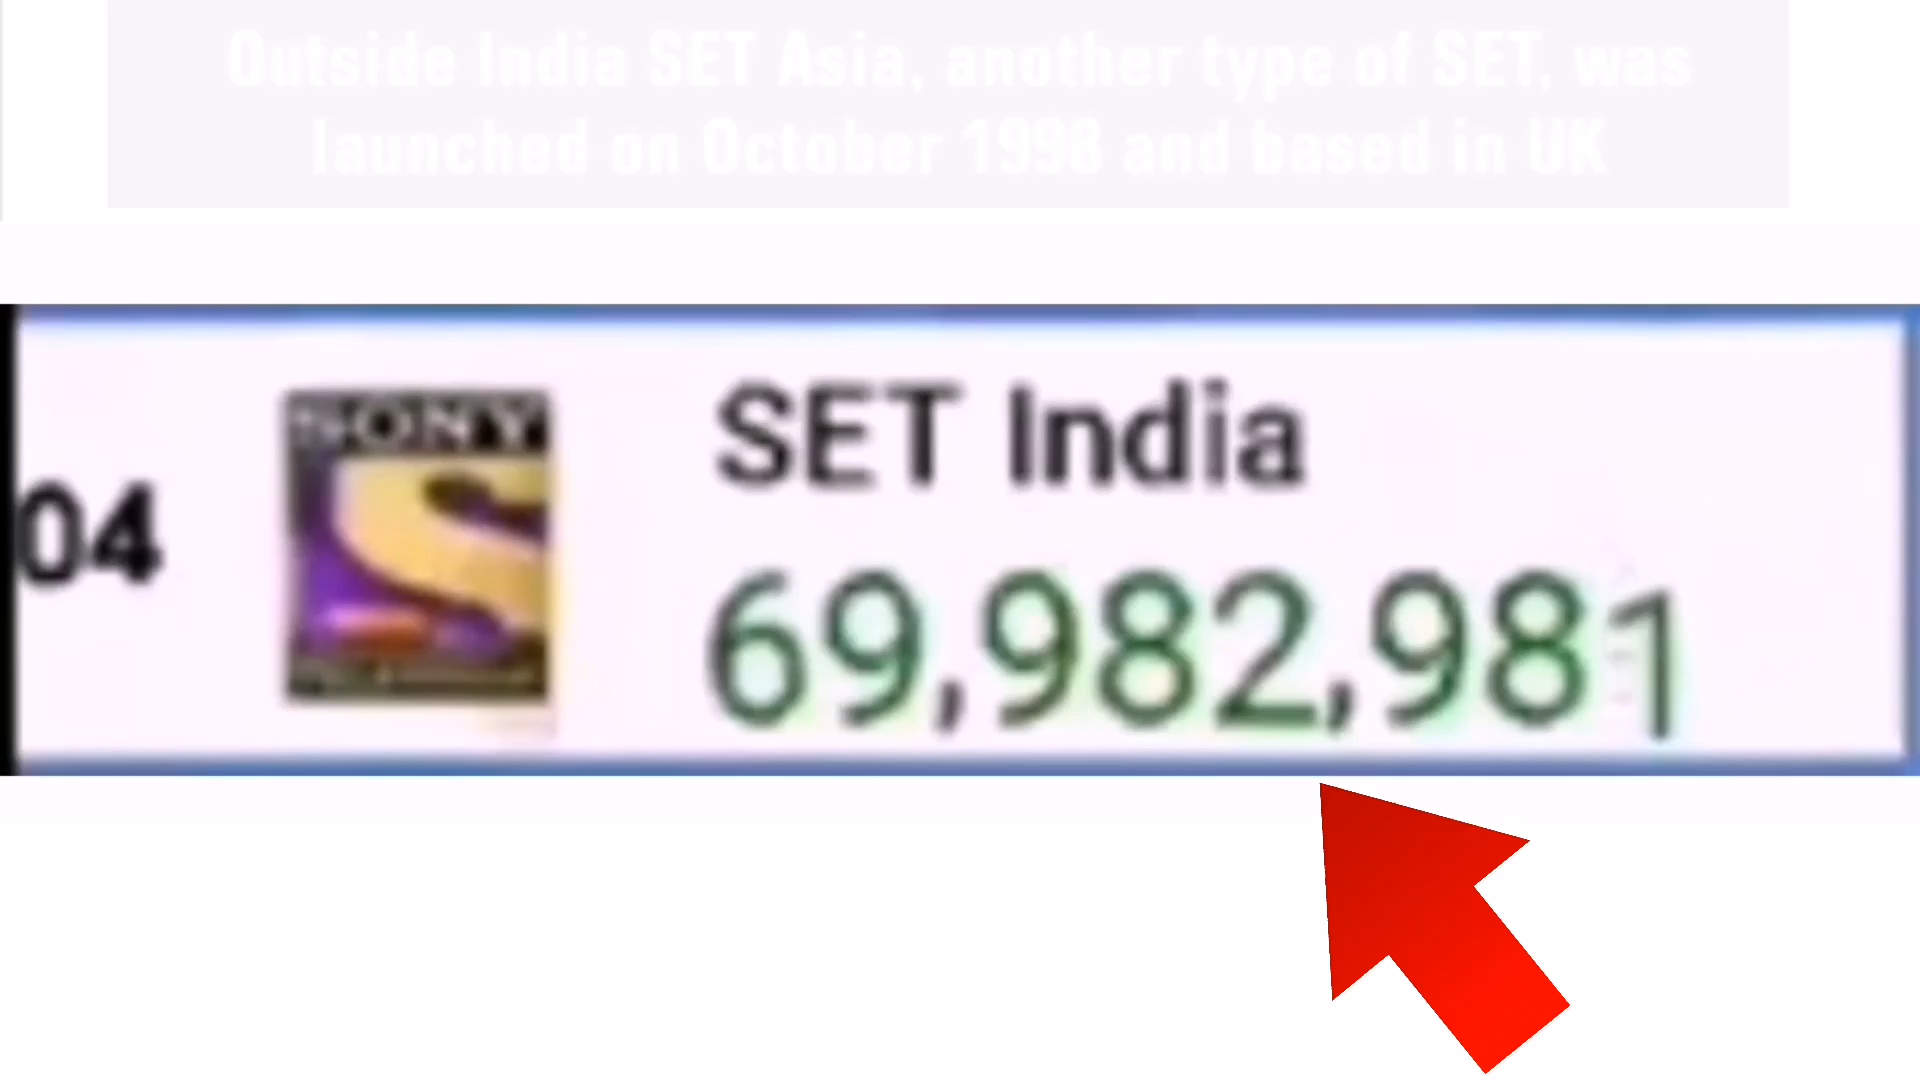 Outside India SET Asia, another type of SET, was
launched on October 1998 and based in UK
SET India
04
SONY
69,982,981